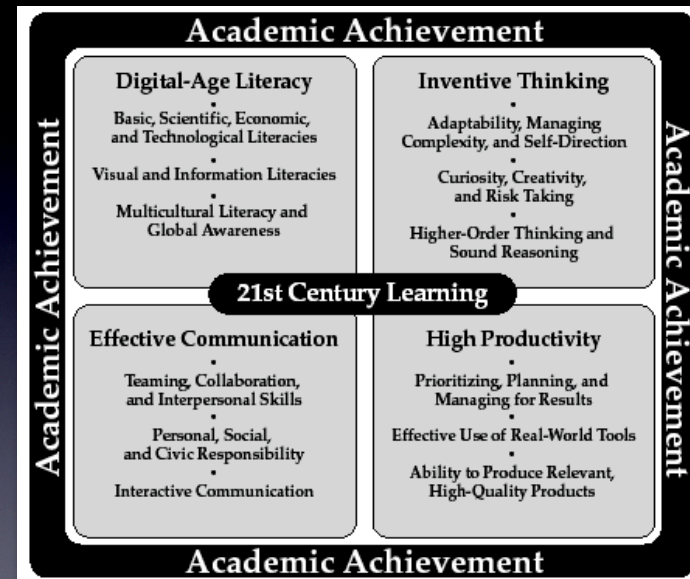 Academic Achievement
Academic Achievement
Digital-Age Literacy
•
Basic, Scientific, Economic,
and Technological Literacies
•
Visual and Information Literacies
•
Multicultural Literacy and
Global Awareness
Inventive Thinking
•
Adaptability, Managing
Complexity, and Self-Direction
•
Curiosity, Creativity,
and Risk Taking
•
Higher-Order Thinking and
Sound Reasoning
Academic Achievement
21st Century Learning
Effective Communication
•
Teaming, Collaboration,
and Interpersonal Skills
•
Personal, Social,
and Civic Responsibility
•
Interactive Communication
High Productivity
•
Prioritizing, Planning, and
Managing for Results
•
Effective Use of Real-World Tools
•
Ability to Produce Relevant,
High-Quality Products
Academic Achievement